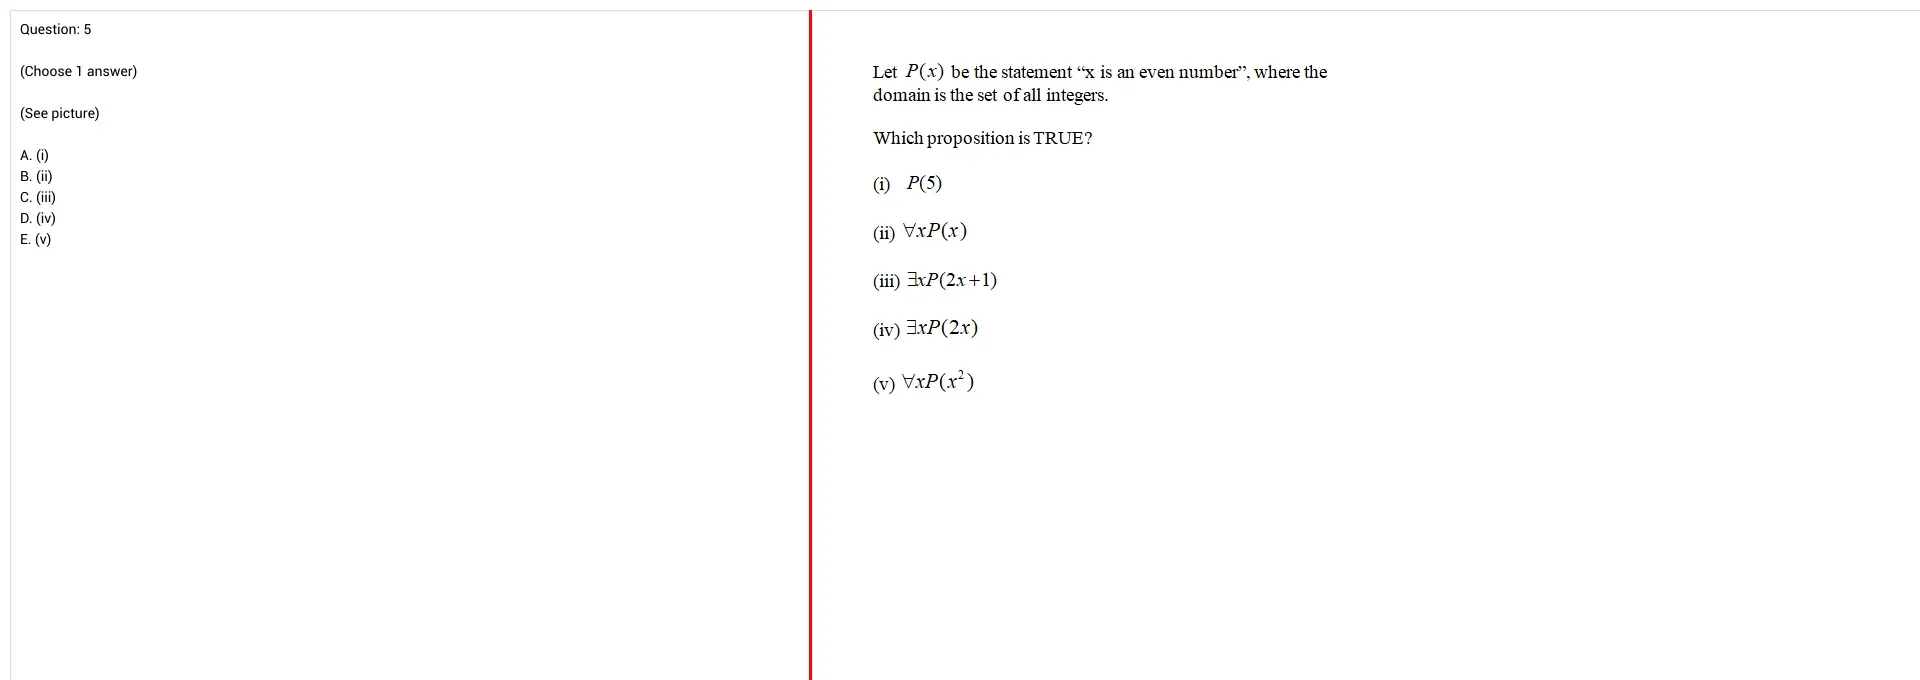 Question: 5
(Choose 1 answer)
(See picture)
A. (i)
B. (ii)
C. (iii)
D. (iv)
E. (v)
Let P(x) be the statement “x is an even number”, where the
domain is the set of all integers.
Which proposition is TRUE?
(i) P(5)
(ii) ∀xP(x)
(iii) ∃xP(2x+1)
(iv) ∃xP(2x)
(v) ∀xP(x²)